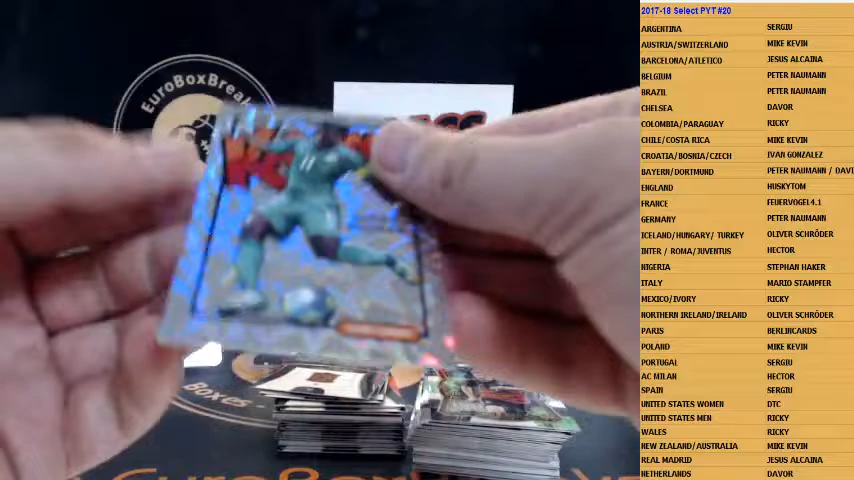 EuroBoxBrea
11
Boxes -
2017-18 Select PYT #20
ARGENTINA SERGIU
AUSTRIA/SWITZERLAND MIKE KEVIN
BARCELONA/ATLETICO JESUS ALCAINA
BELGIUM PETER NAUMANN
BRAZIL PETER NAUMANN
CHELSEA DAVOR
COLOMBIA/PARAGUAY RICKY
CHILE/COSTA RICA MIKE KEVIN
CROATIA/BOSNIA/CZECH IVAN GONZALEZ
BAYERN/DORTMUND PETER NAUMANN / DAVI
ENGLAND HUSKYTOM
FRANCE FEUERVOGEL4.1
GERMANY PETER NAUMANN
ICELAND/HUNGARY/ TURKEY OLIVER SCHRÖDER
INTER / ROMA/JUVENTUS HECTOR
NIGERIA STEPHAN HAKER
ITALY MARIO STAMPFER
MEXICO/IVORY RICKY
NORTHERN IRELAND/IRELAND OLIVER SCHRÖDER
PARIS BERLINCARDS
POLAND MIKE KEVIN
PORTUGAL SERGIU
AC MILAN HECTOR
SPAIN SERGIU
UNITED STATES WOMEN DTC
UNITED STATES MEN RICKY
WALES RICKY
NEW ZEALAND/AUSTRALIA MIKE KEVIN
REAL MADRID JESUS ALCAINA
NETHERLANDS DAVOR